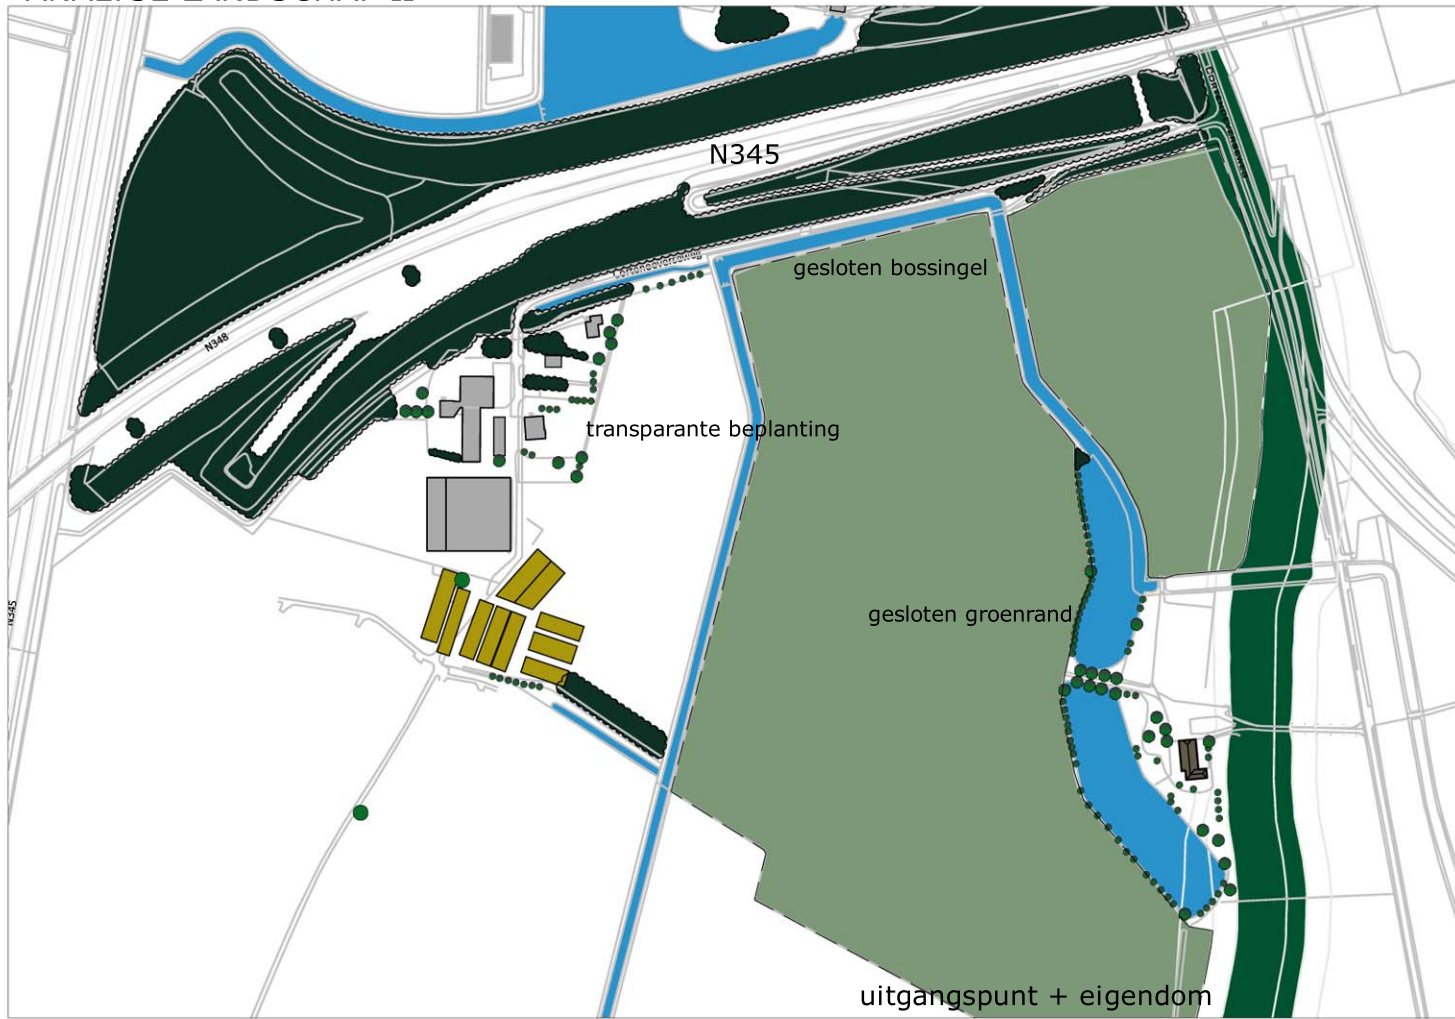 N345
gesloten bossingel
N348
transparante beplanting
N345
gesloten groenrand
uitgangspunt + eigendom